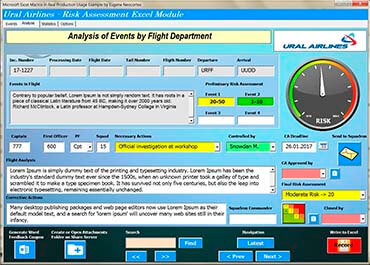 Microsoft Excel Macros in Real Production Usage Example by Eugene Neocortex
Ural Airlines - Risk Assessment Excel Module
Events Analyst Statistics Options
Analysis of Events by Flight Department
URAL AIRLINES
Inc. Number Processing Date Flight Date Tail Number Flight Number Departure Arrival
17-1227 URFF UUDD
Events in Flight
Preliminary Risk Assessment
Contrary to popular belief, Lorem Ipsum is not simply random text. It has roots in a
piece of classical Latin literature from 45 BC, making it over 2000 years old.
Richard McClintock, a Latin professor at Hampden-Sydney College in Virginia
Event 1 Event 2
20-50
Event 3 Event 4
RISK
Captain First Officer PF Squad Necessary Actions Controlled by CA Deadline Send to Squadron
777 600 Cpt 15 Official investigation at workshop Snowdan M. 26.01.2017
Flight Analysis
CA Approved by
Lorem Ipsum is simply dummy text of the printing and typesetting industry. Lorem Ipsum has been the
industry's standard dummy text ever since the 1500s, when an unknown printer took a galley of type and
scrambled it to make a type specimen book. It has survived not only five centuries, but also the leap into
electronic typesetting, remaining essentially unchanged.
Final Risk Assessment
Moderate Risk -> 20
Corrective Actions
Many desktop publishing packages and web page editors now use Lorem Ipsum as their
default model text, and a search for 'lorem ipsum' will uncover many web sites still in their
infancy.
Squadron Commander
Closed by
Generate Word
Feedback Coupon
Create or Open Attachments
Folder on Share Server
Search
Find
Navigation
Latest
Write to Excel
Record
<< >> < Prev Next >